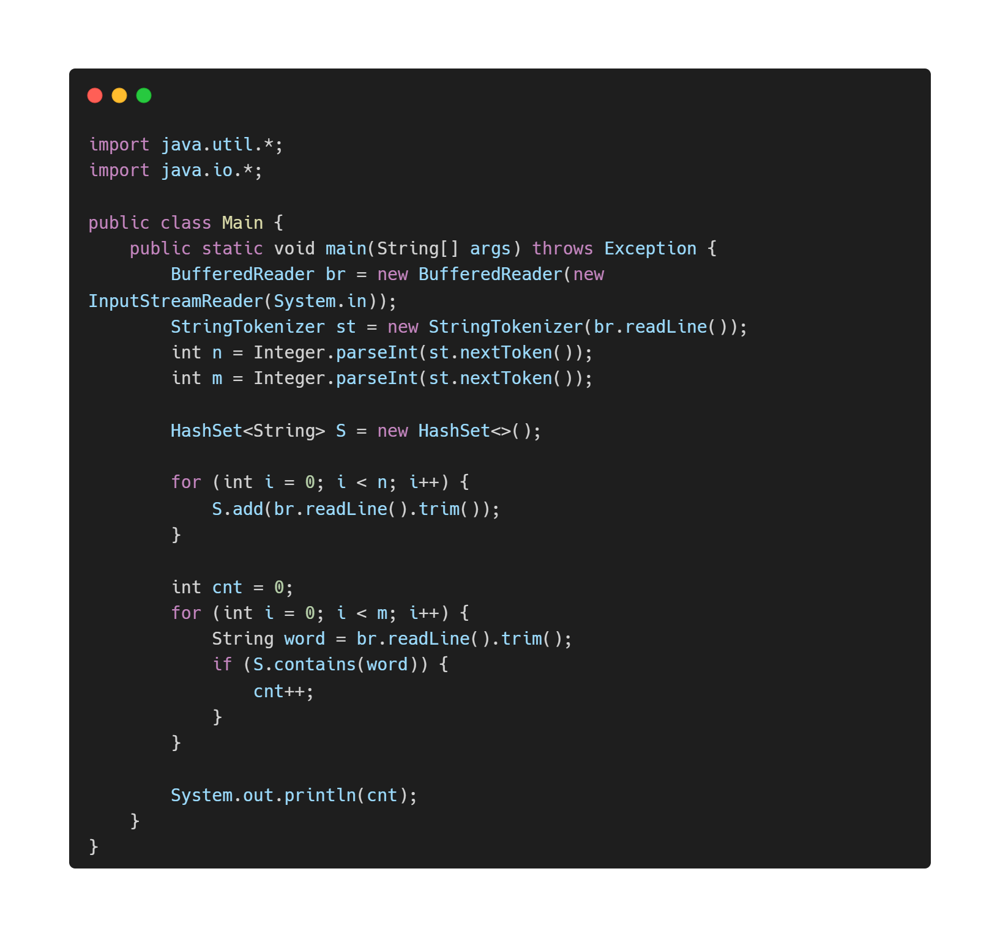 import java.util.*;
import java.io.*;

public class Main {
    public static void main(String[] args) throws Exception {
        BufferedReader br = new BufferedReader(new
InputStreamReader(System.in));
        StringTokenizer st = new StringTokenizer(br.readLine());
        int n = Integer.parseInt(st.nextToken());
        int m = Integer.parseInt(st.nextToken());

        HashSet<String> S = new HashSet<>();

        for (int i = 0; i < n; i++) {
            S.add(br.readLine().trim());
        }

        int cnt = 0;
        for (int i = 0; i < m; i++) {
            String word = br.readLine().trim();
            if (S.contains(word)) {
                cnt++;
            }
        }

        System.out.println(cnt);
    }
}